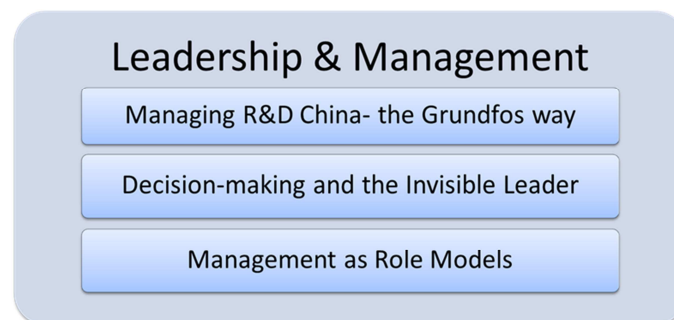 Leadership & Management
Managing R&D China- the Grundfos way
Decision-making and the Invisible Leader
Management as Role Models